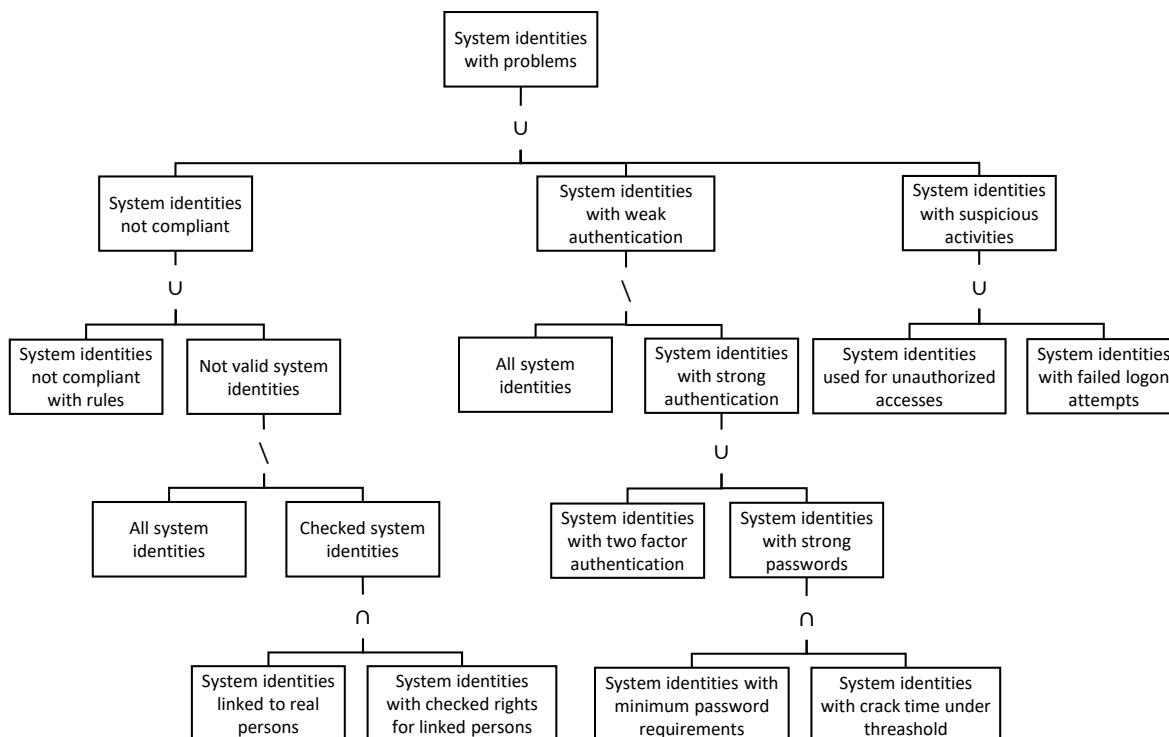 System identities
with problems
∪
System identities
not compliant
System identities
with weak
authentication
System identities
with suspicious
activities
∪
\
∪
System identities
not compliant
with rules
Not valid system
identities
All system
identities
System identities
with strong
authentication
System identities
used for unauthorized
accesses
System identities
with failed logon
attempts
\
∪
All system
identities
Checked system
identities
System identities
with two factor
authentication
System identities
with strong
passwords
∩
∩
System identities
linked to real
persons
System identities
with checked rights
for linked persons
System identities with
minimum password
requirements
System identities
with crack time under
threashold